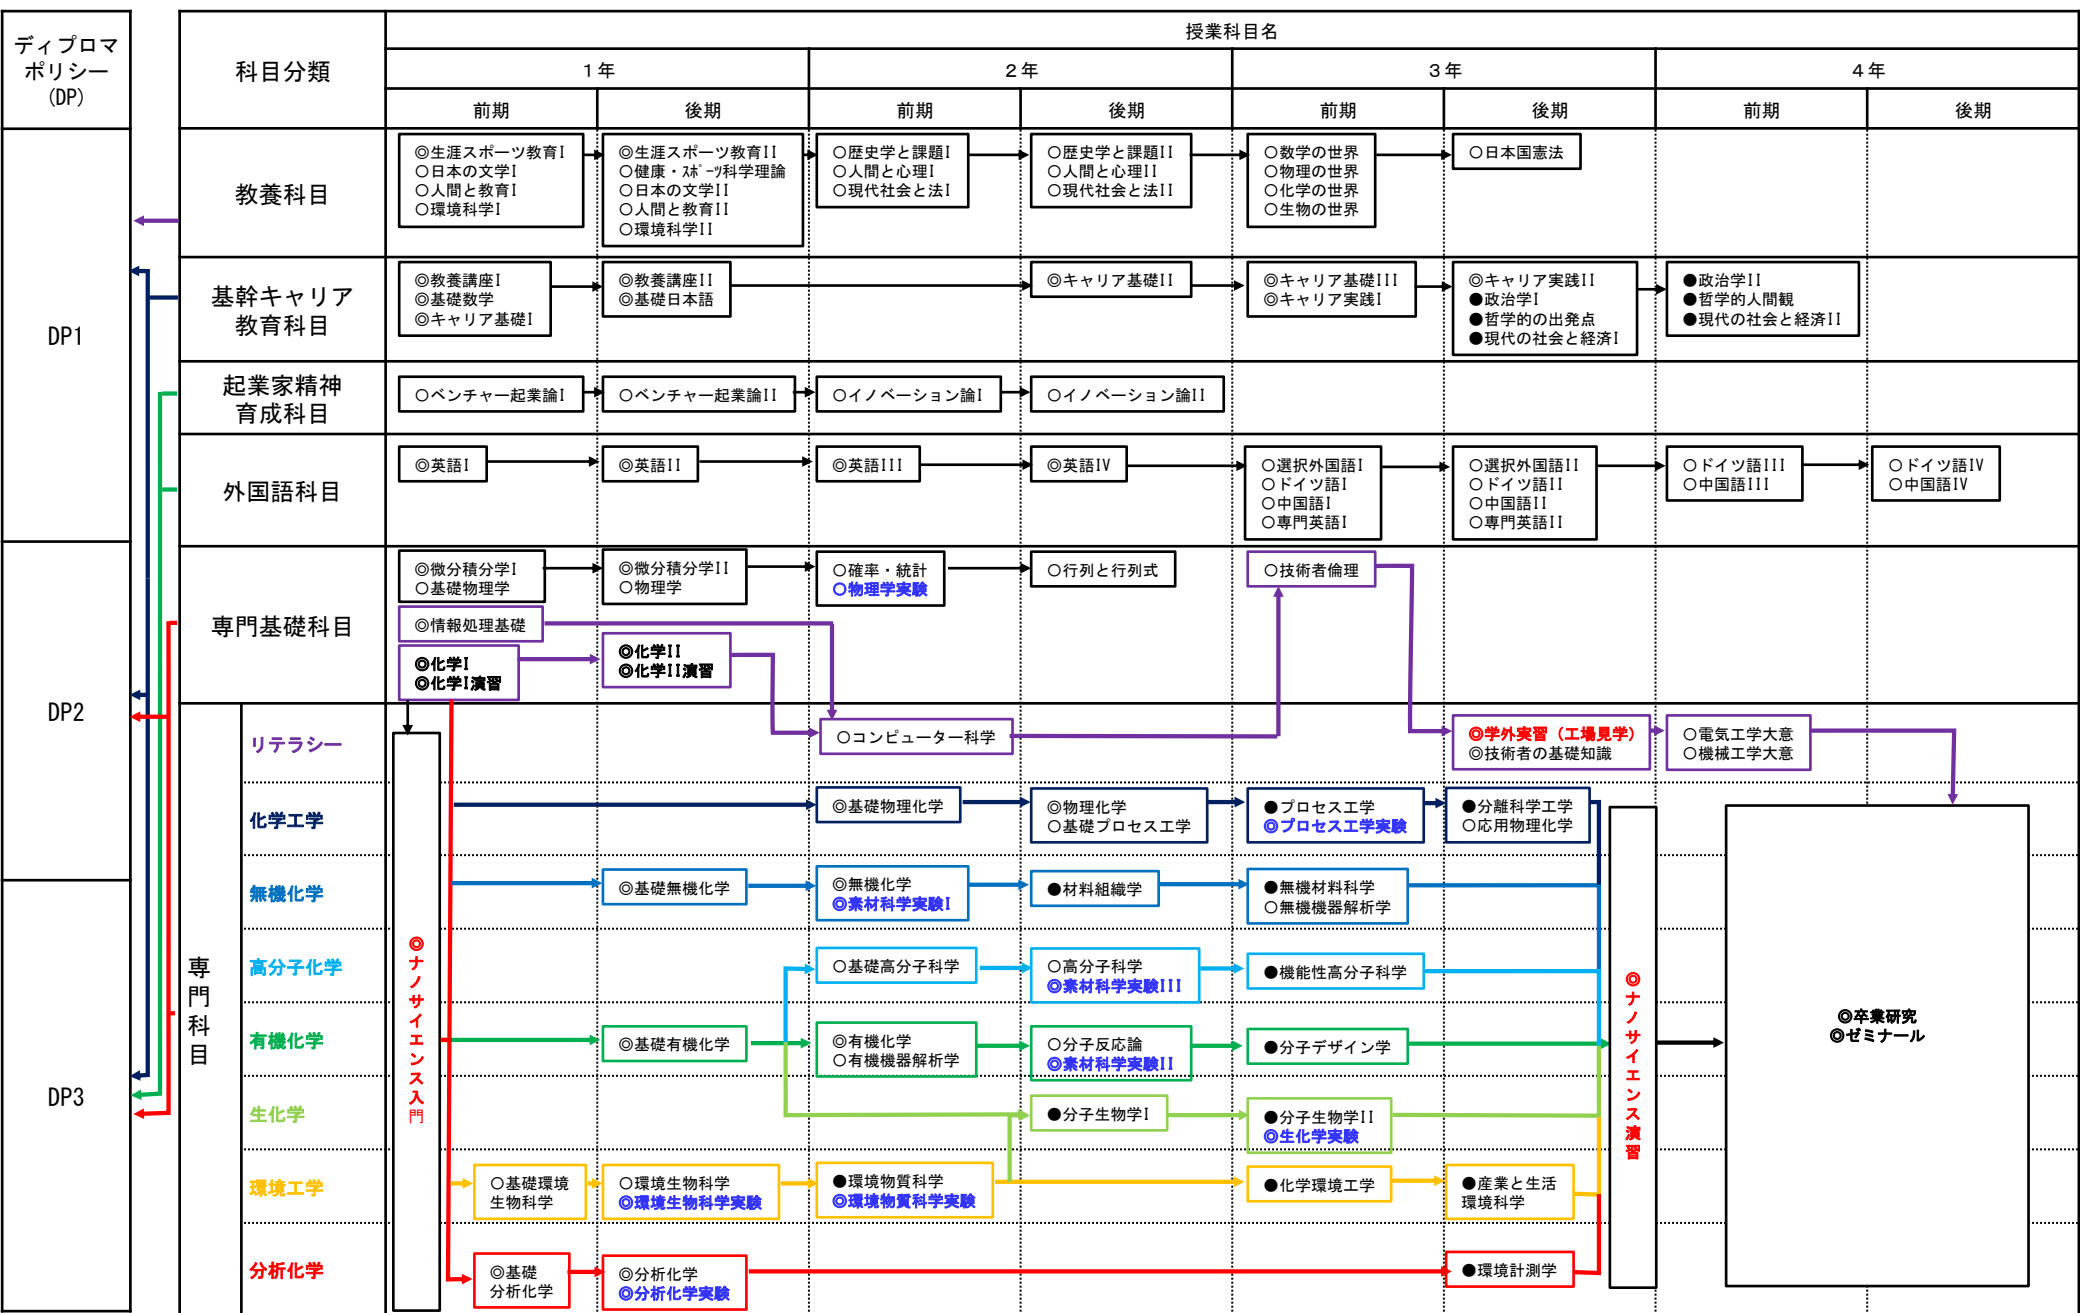 ディプロマ
ポリシー
(DP)
DP1
DP2
DP3
科目分類
授業科目名
1年
2年
3年
4年
前期
後期
前期
後期
前期
後期
前期
後期
教養科目
◎生涯スポーツ教育I
○日本の文学I
○人間と教育I
○環境科学I
◎生涯スポーツ教育II
○健康・スポーツ科学理論
○日本の文学II
○人間と教育II
○環境科学II
○歴史学と課題I
○人間と心理I
○現代社会と法I
○歴史学と課題II
○人間と心理II
○現代社会と法II
○数学の世界
○物理の世界
○化学の世界
○生物の世界
○日本国憲法
基幹キャリア
教育科目
◎教養講座I
◎基礎数学
◎キャリア基礎I
◎教養講座II
◎基礎日本語
◎キャリア基礎II
◎キャリア基礎III
◎キャリア実践I
◎キャリア実践II
●政治学I
●哲学的の出発点
●現代の社会と経済I
●政治学II
●哲学的人間観
●現代の社会と経済II
起業家精神
育成科目
○ベンチャー起業論I
○ベンチャー起業論II
○イノベーション論I
○イノベーション論II
外国語科目
◎英語I
◎英語II
◎英語III
◎英語IV
○選択外国語I
○ドイツ語I
○中国語I
○専門英語I
○選択外国語II
○ドイツ語II
○中国語II
○専門英語II
○ドイツ語III
○中国語III
○ドイツ語IV
○中国語IV
専門基礎科目
◎微分積分学I
○基礎物理学
◎微分積分学II
○物理学
○確率・統計
○物理学実験
○行列と行列式
○技術者倫理
◎情報処理基礎
◎化学I
◎化学I演習
◎化学II
◎化学II演習
専門科目
リテラシー
○コンピューター科学
◎学外実習（工場見学）
◎技術者の基礎知識
○電気工学大意
○機械工学大意
化学工学
◎基礎物理化学
◎物理化学
○基礎プロセス工学
●プロセス工学
◎プロセス工学実験
●分離科学工学
○応用物理化学
無機化学
◎基礎無機化学
◎無機化学
◎素材科学実験I
●材料組織学
●無機材料科学
○無機機器解析学
高分子化学
○基礎高分子科学
○高分子科学
◎素材科学実験III
●機能性高分子科学
有機化学
◎基礎有機化学
◎有機化学
○有機機器解析学
○分子反応論
◎素材科学実験II
●分子デザイン学
生化学
●分子生物学I
●分子生物学II
◎生化学実験
環境工学
○基礎環境
生物科学
○環境生物科学
◎環境生物科学実験
●環境物質科学
◎環境物質科学実験
●化学環境工学
●産業と生活
環境科学
分析化学
◎基礎
分析化学
◎分析化学
◎分析化学実験
●環境計測学
◎ナノサイエンス入門
◎ナノサイエンス演習
◎卒業研究
◎ゼミナール